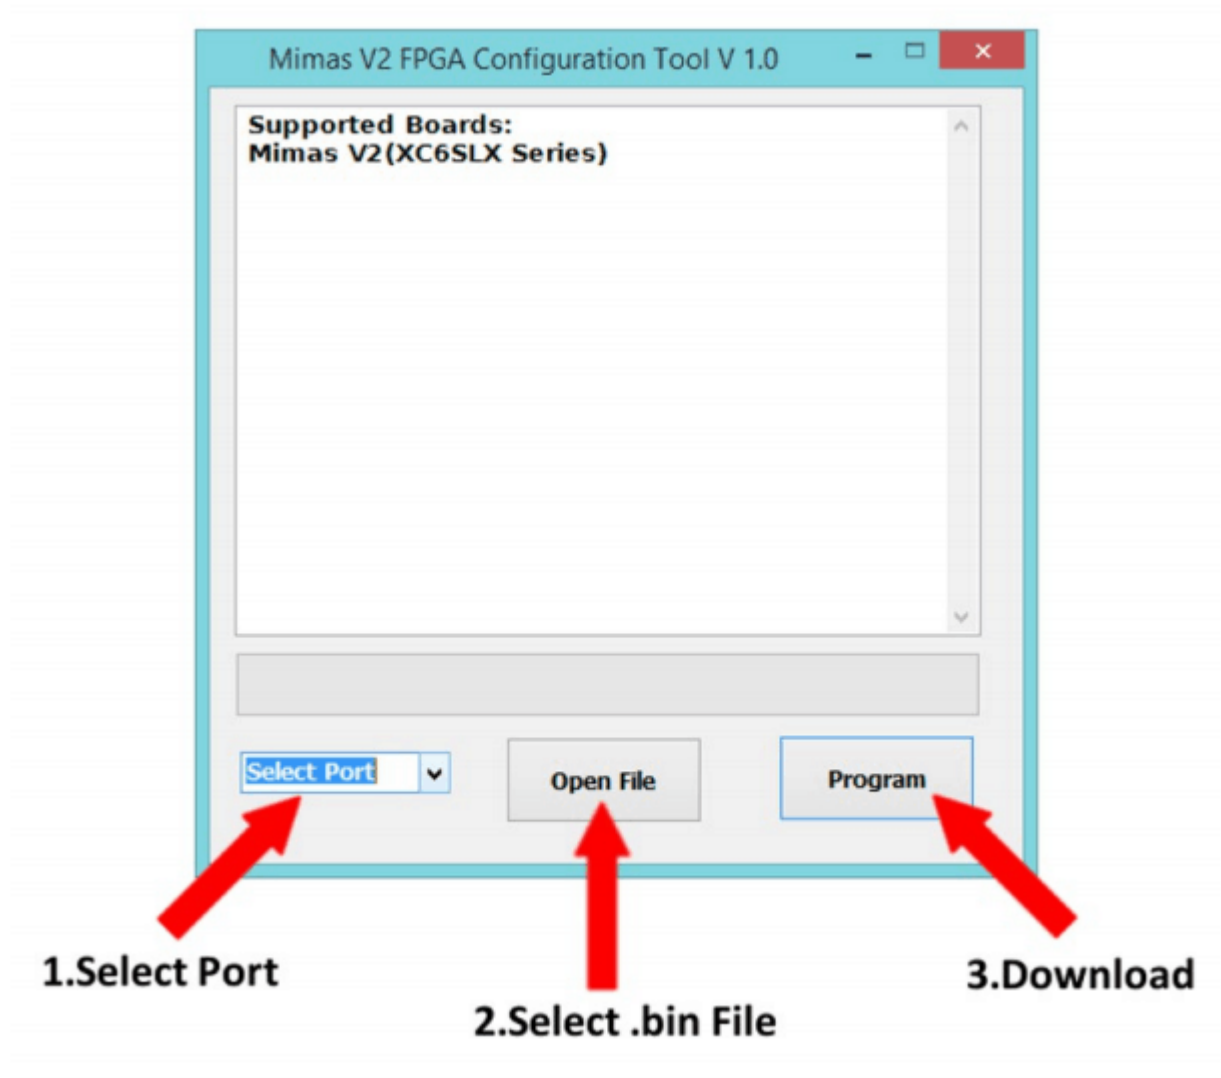 Mimas V2 FPGA Configuration Tool V 1.0
Supported Boards:
Mimas V2(XC6SLX Series)
Select Port
Open File
Program
1.Select Port
2.Select .bin File
3.Download